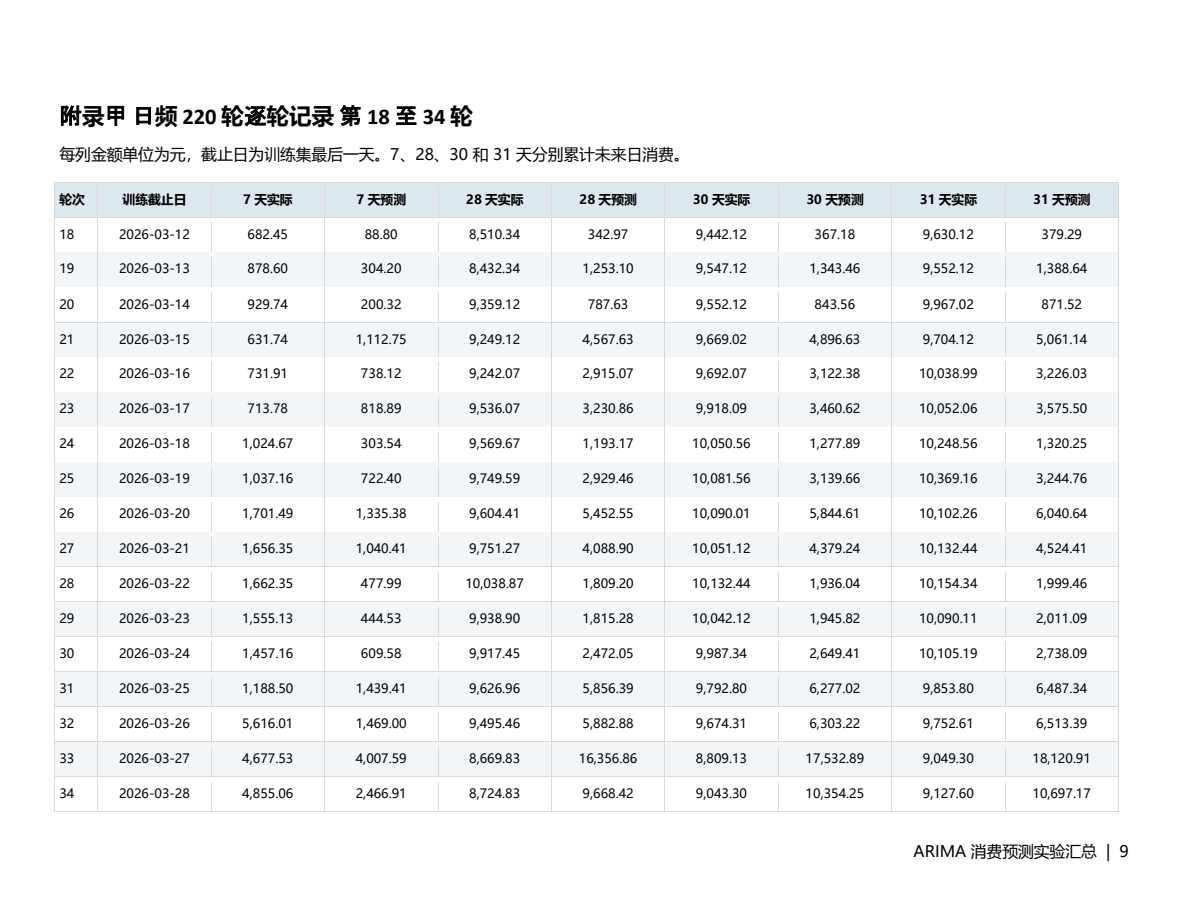 附录甲 日频 220 轮逐轮记录 第 18 至 34 轮
每列金额单位为元，截止日为训练集最后一天。7、28、30 和 31 天分别累计未来日消费。
轮次 训练截止日 7 天实际 7 天预测 28 天实际 28 天预测 30 天实际 30 天预测 31 天实际 31 天预测
18 2026-03-12 682.45 88.80 8,510.34 342.97 9,442.12 367.18 9,630.12 379.29
19 2026-03-13 878.60 304.20 8,432.34 1,253.10 9,547.12 1,343.46 9,552.12 1,388.64
20 2026-03-14 929.74 200.32 9,359.12 787.63 9,552.12 843.56 9,967.02 871.52
21 2026-03-15 631.74 1,112.75 9,249.12 4,567.63 9,669.02 4,896.63 9,704.12 5,061.14
22 2026-03-16 731.91 738.12 9,242.07 2,915.07 9,692.07 3,122.38 10,038.99 3,226.03
23 2026-03-17 713.78 818.89 9,536.07 3,230.86 9,918.09 3,460.62 10,052.06 3,575.50
24 2026-03-18 1,024.67 303.54 9,569.67 1,193.17 10,050.56 1,277.89 10,248.56 1,320.25
25 2026-03-19 1,037.16 722.40 9,749.59 2,929.46 10,081.56 3,139.66 10,369.16 3,244.76
26 2026-03-20 1,701.49 1,335.38 9,604.41 5,452.55 10,090.01 5,844.61 10,102.26 6,040.64
27 2026-03-21 1,656.35 1,040.41 9,751.27 4,088.90 10,051.12 4,379.24 10,132.44 4,524.41
28 2026-03-22 1,662.35 477.99 10,038.87 1,809.20 10,132.44 1,936.04 10,154.34 1,999.46
29 2026-03-23 1,555.13 444.53 9,938.90 1,815.28 10,042.12 1,945.82 10,090.11 2,011.09
30 2026-03-24 1,457.16 609.58 9,917.45 2,472.05 9,987.34 2,649.41 10,105.19 2,738.09
31 2026-03-25 1,188.50 1,439.41 9,626.96 5,856.39 9,792.80 6,277.02 9,853.80 6,487.34
32 2026-03-26 5,616.01 1,469.00 9,495.46 5,882.88 9,674.31 6,303.22 9,752.61 6,513.39
33 2026-03-27 4,677.53 4,007.59 8,669.83 16,356.86 8,809.13 17,532.89 9,049.30 18,120.91
34 2026-03-28 4,855.06 2,466.91 8,724.83 9,668.42 9,043.30 10,354.25 9,127.60 10,697.17
ARIMA 消费预测实验汇总 | 9